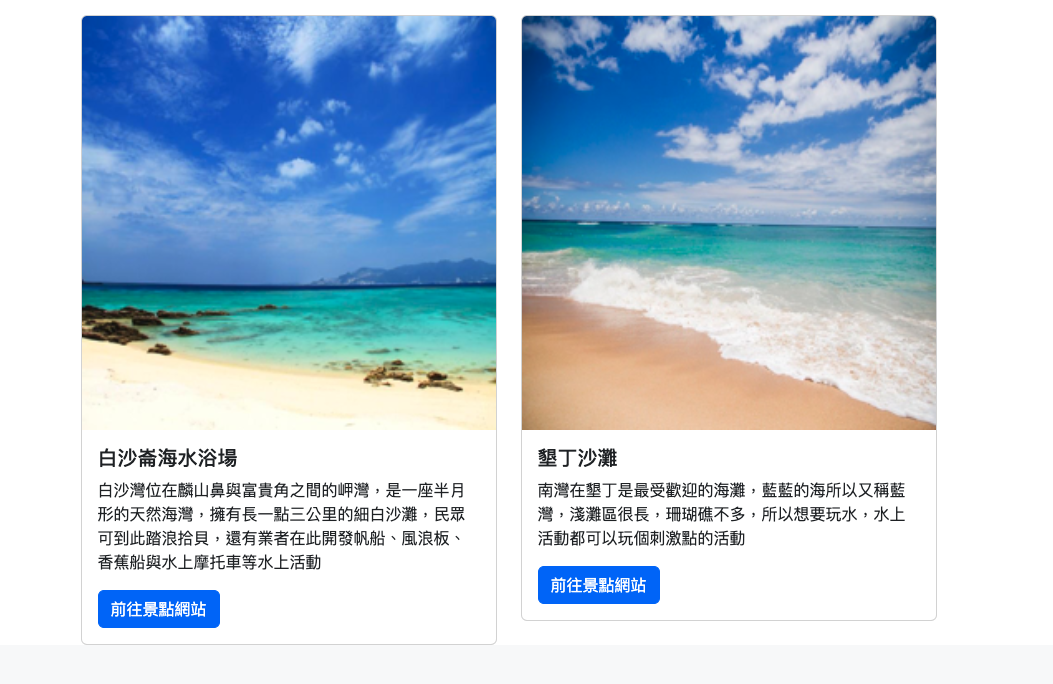 白沙崙海水浴場
白沙灣位在麟山鼻與富貴角之間的岬灣，是一座半月
形的天然海灣，擁有長一點三公里的細白沙灘，民眾
可到此踏浪拾貝，還有業者在此開發帆船、風浪板、
香蕉船與水上摩托車等水上活動
前往景點網站
墾丁沙灘
南灣在墾丁是最受歡迎的海灘，藍藍的海所以又稱藍
灣，淺灘區很長，珊瑚礁不多，所以想要玩水，水上
活動都可以玩個刺激點的活動
前往景點網站